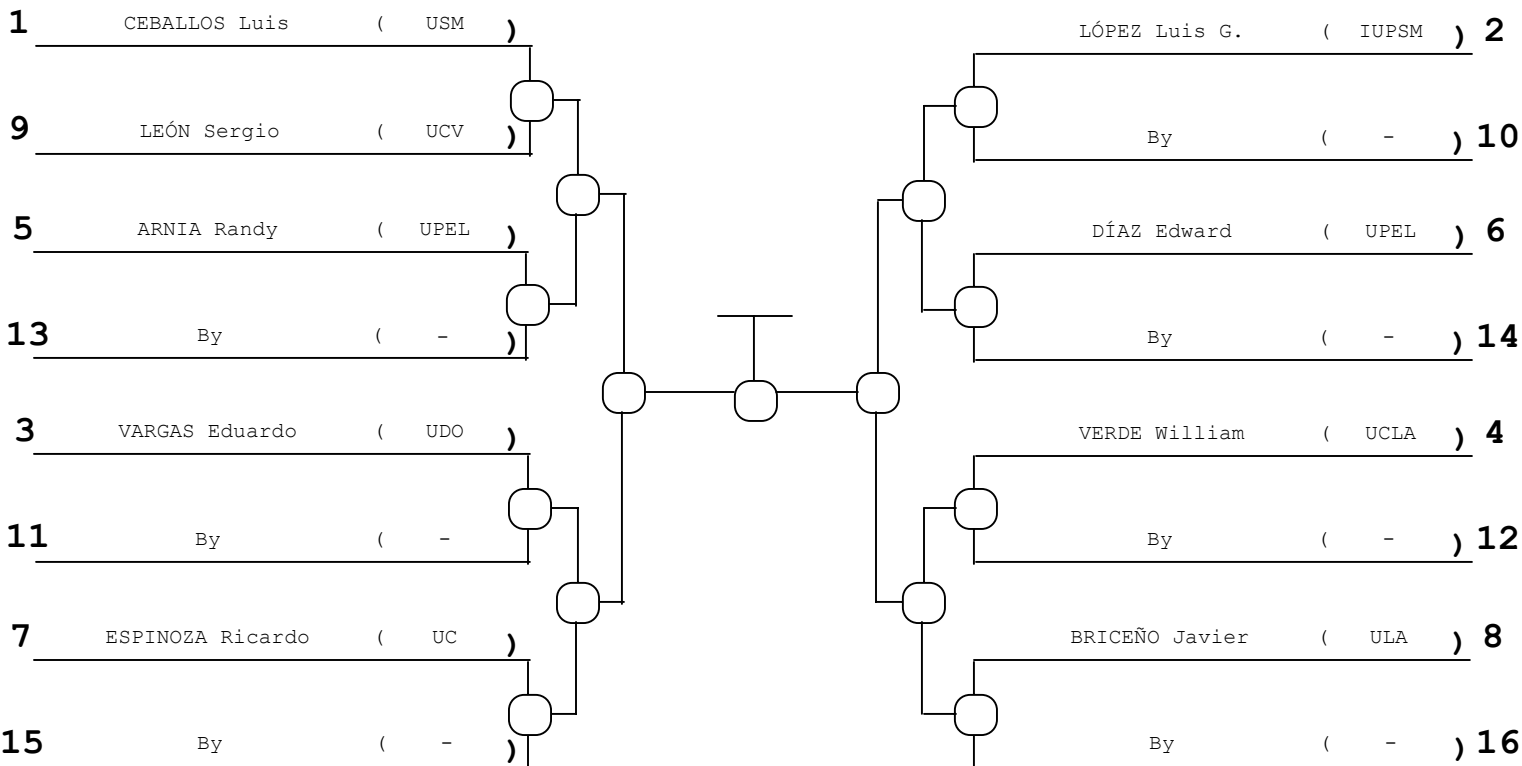 1 CEBALLOS Luis ( USM )
9 LEÓN Sergio ( UCV )
5 ARNIA Randy ( UPEL )
13 By ( - )
3 VARGAS Eduardo ( UDO )
11 By ( -
7 ESPINOZA Ricardo ( UC )
15 By ( - )
LÓPEZ Luis G. ( IUPSM ) 2
By ( - ) 10
DÍAZ Edward ( UPEL ) 6
By ( - ) 14
VERDE William ( UCLA ) 4
By ( - ) 12
BRICEÑO Javier ( ULA ) 8
By ( - ) 16